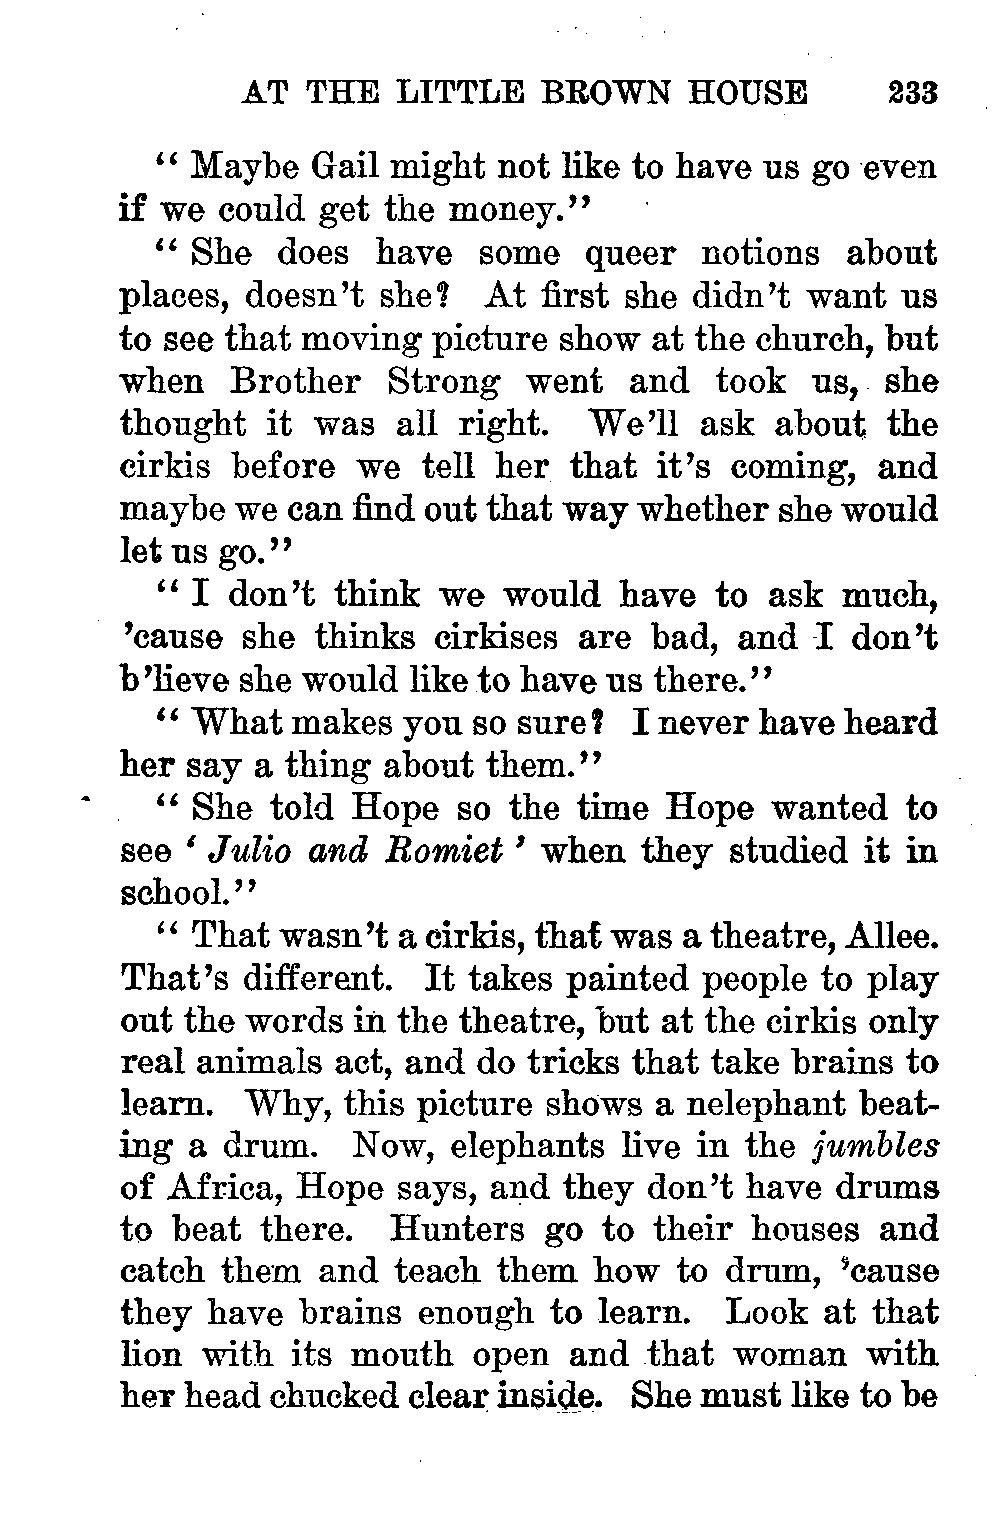 AT THE LITTLE BROWN HOUSE 233
“ Maybe Gail might not like to have us go even
if we could get the money.”
“ She does have some queer notions about
places, doesn’t she? At first she didn’t want us
to see that moving picture show at the church, but
when Brother Strong went and took us, she
thought it was all right. We’ll ask about the
cirkis before we tell her that it’s coming, and
maybe we can find out that way whether she would
let us go.”
“ I don’t think we would have to ask much,
’cause she thinks cirkises are bad, and I don’t
b’lieve she would like to have us there.”
“ What makes you so sure? I never have heard
her say a thing about them.”
“ She told Hope so the time Hope wanted to
see ‘ Julio and Romiet ’ when they studied it in
school.”
“ That wasn’t a cirkis, that was a theatre, Allee.
That’s different. It takes painted people to play
out the words in the theatre, but at the cirkis only
real animals act, and do tricks that take brains to
learn. Why, this picture shows a nelephant beat-
ing a drum. Now, elephants live in the jumbles
of Africa, Hope says, and they don’t have drums
to beat there. Hunters go to their houses and
catch them and teach them how to drum, ’cause
they have brains enough to learn. Look at that
lion with its mouth open and that woman with
her head chucked clear inside. She must like to be